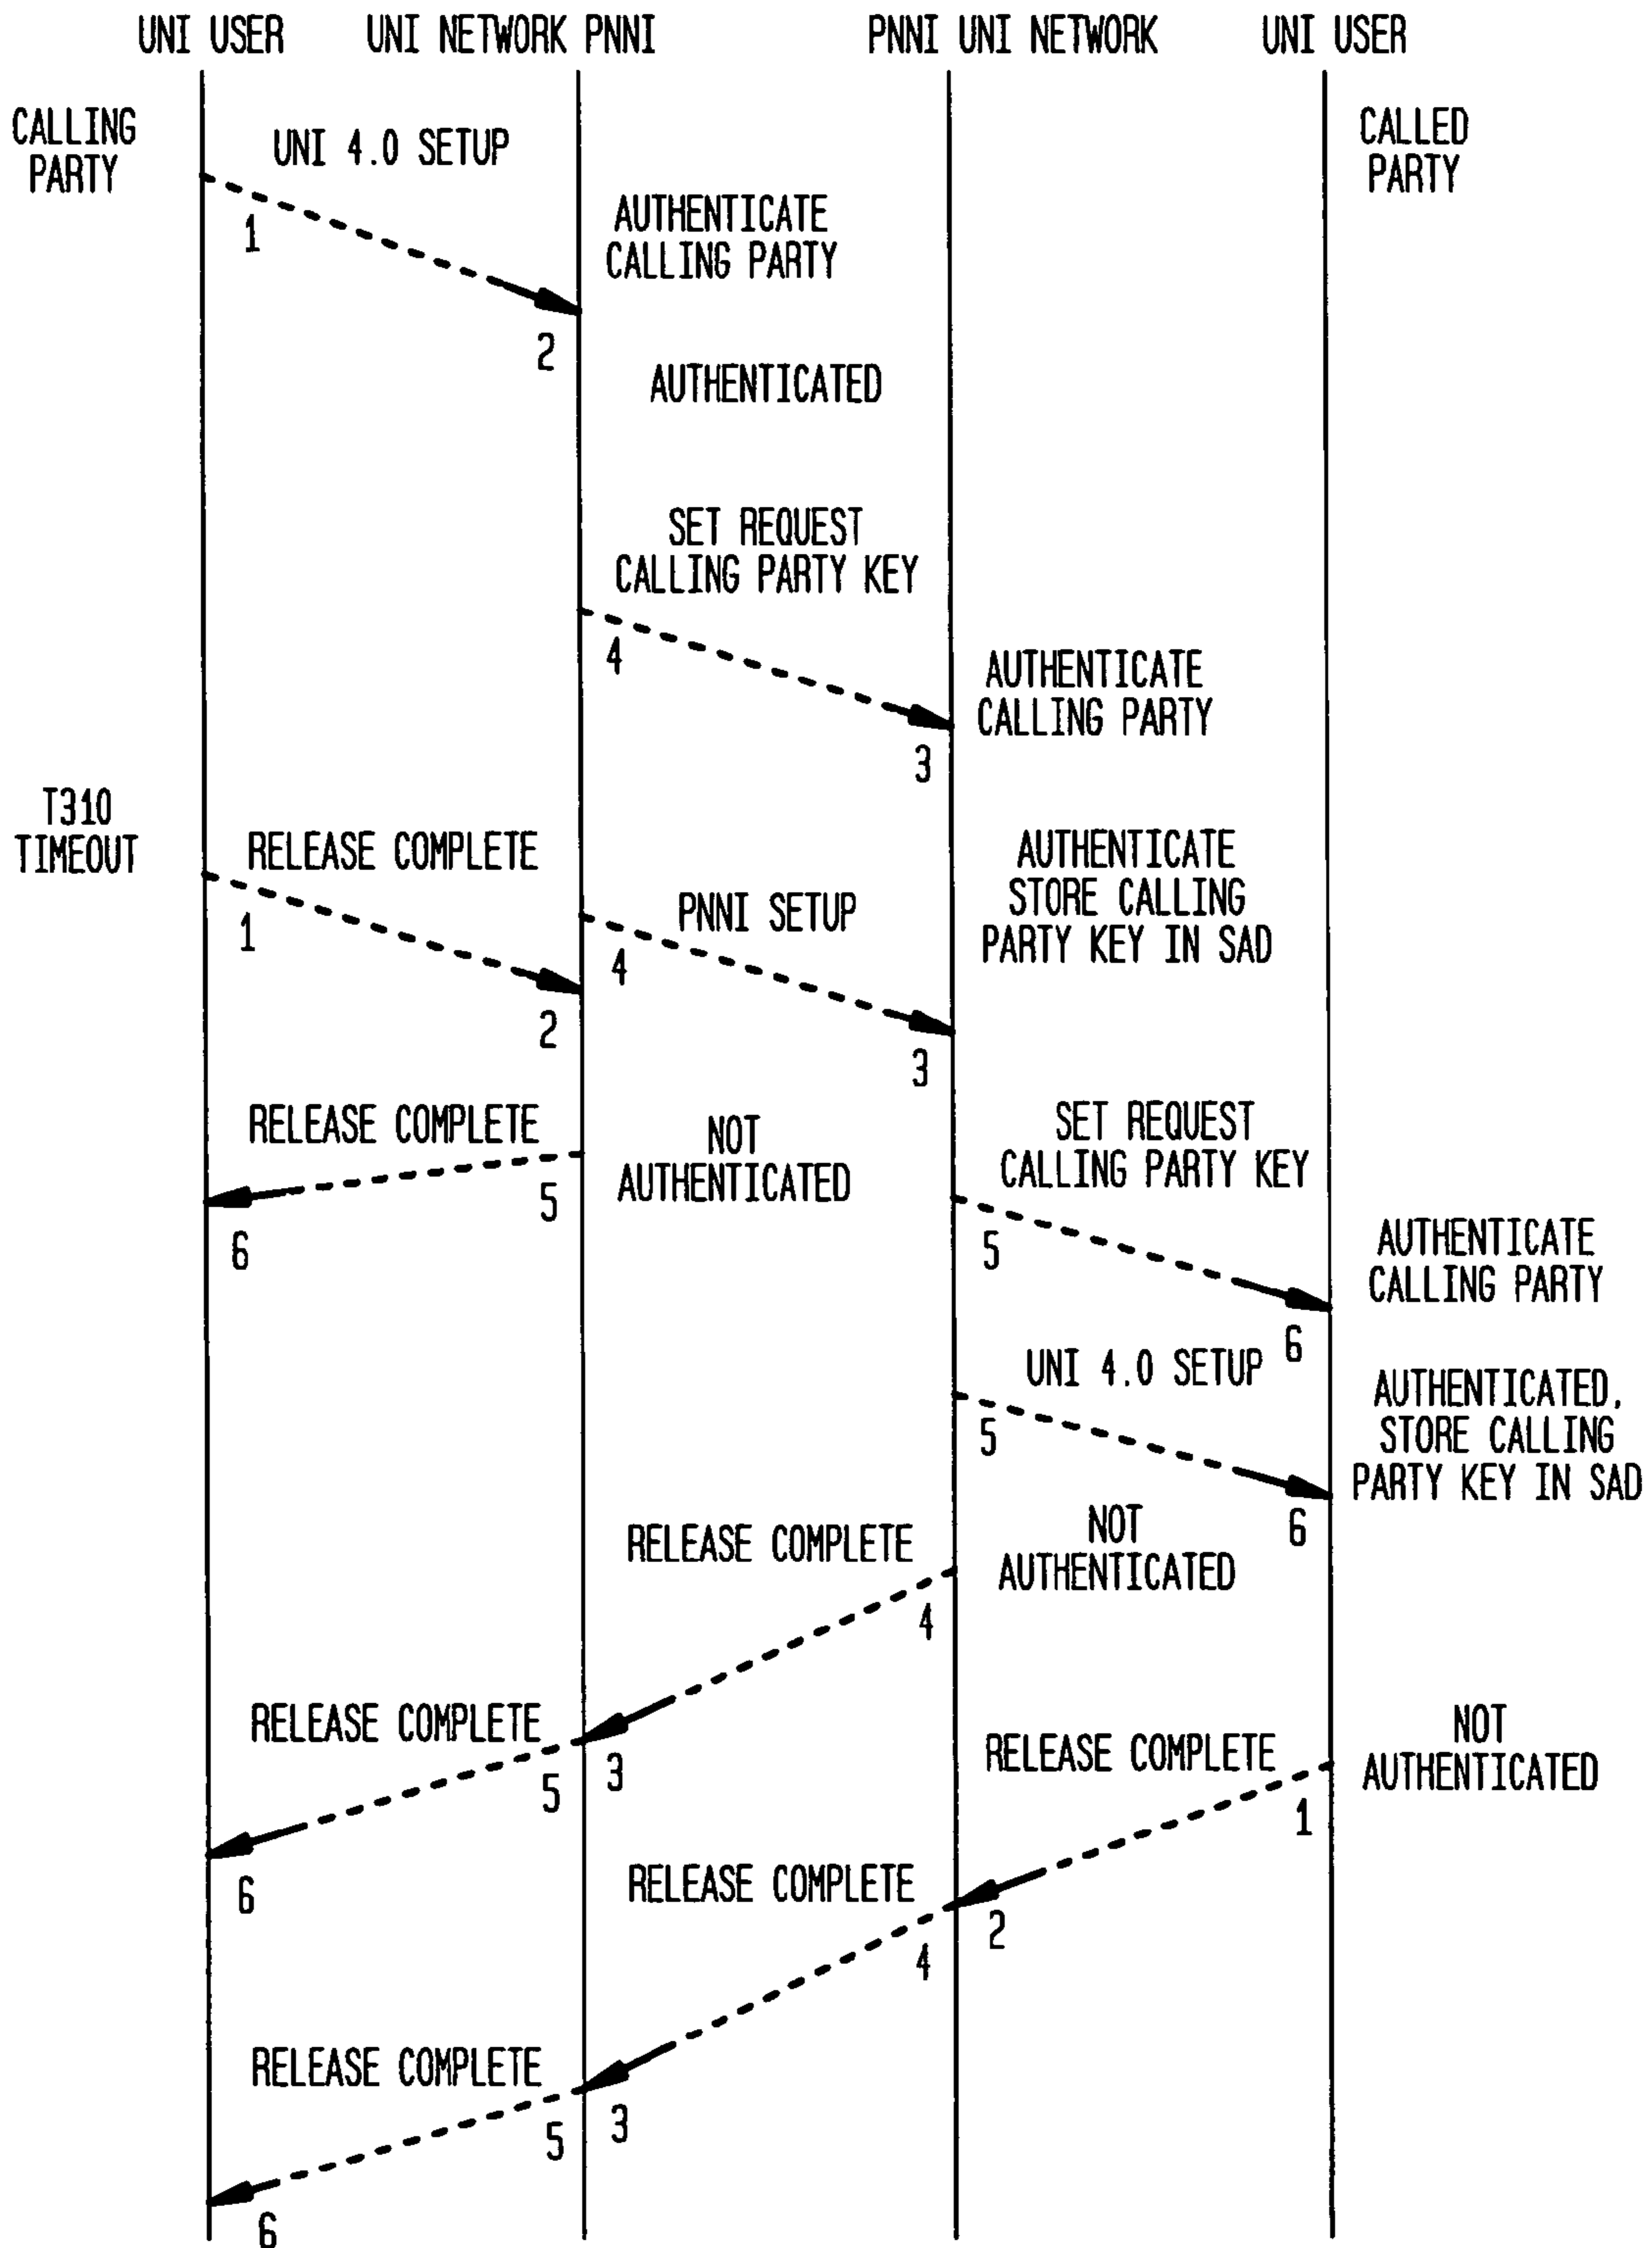 UNI USER
UNI NETWORK PNNI
PNNI UNI NETWORK
UNI USER
CALLING
PARTY
UNI 4.0 SETUP
CALLED
PARTY
1
AUTHENTICATE
CALLING PARTY
2
AUTHENTICATED
SET REQUEST
CALLING PARTY KEY
4
AUTHENTICATE
CALLING PARTY
3
T310
TIMEOUT
RELEASE COMPLETE
1
2
PNNI SETUP
4
3
AUTHENTICATE
STORE CALLING
PARTY KEY IN SAD
RELEASE COMPLETE
5
6
NOT
AUTHENTICATED
SET REQUEST
CALLING PARTY KEY
5
6
AUTHENTICATE
CALLING PARTY
UNI 4.0 SETUP
5
6
AUTHENTICATED,
STORE CALLING
PARTY KEY IN SAD
RELEASE COMPLETE
4
3
NOT
AUTHENTICATED
RELEASE COMPLETE
5
6
RELEASE COMPLETE
1
2
NOT
AUTHENTICATED
RELEASE COMPLETE
4
3
RELEASE COMPLETE
5
6